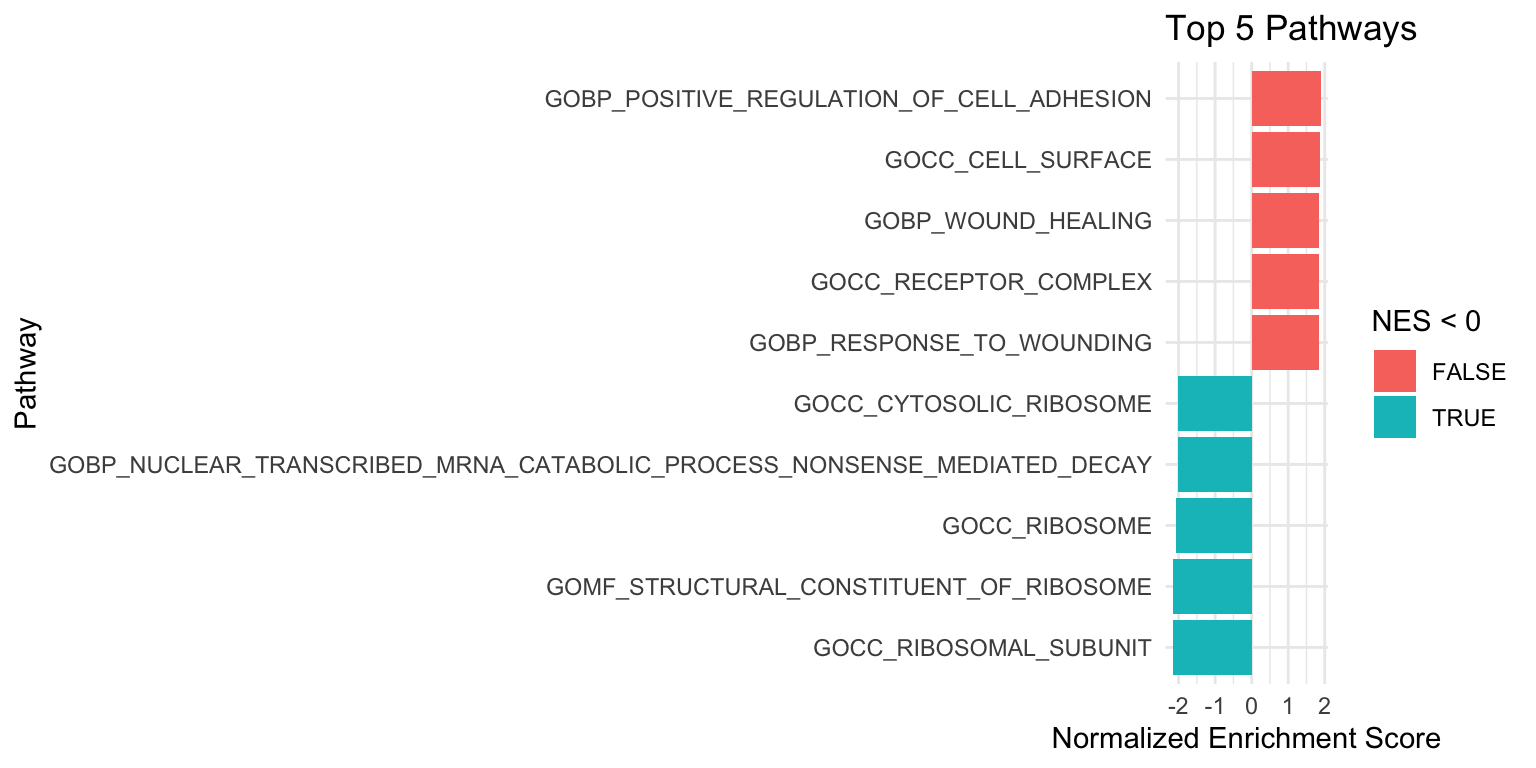 Top 5 Pathways
Pathway
GOBP_POSITIVE_REGULATION_OF_CELL_ADHESION
GOCC_CELL_SURFACE
GOBP_WOUND_HEALING
GOCC_RECEPTOR_COMPLEX
GOBP_RESPONSE_TO_WOUNDING
GOCC_CYTOSOLIC_RIBOSOME
GOBP_NUCLEAR_TRANSCRIBED_MRNA_CATABOLIC_PROCESS_NONSENSE_MEDIATED_DECAY
GOCC_RIBOSOME
GOMF_STRUCTURAL_CONSTITUENT_OF_RIBOSOME
GOCC_RIBOSOMAL_SUBUNIT
-2 -1 0 1 2
Normalized Enrichment Score
NES < 0
FALSE
TRUE